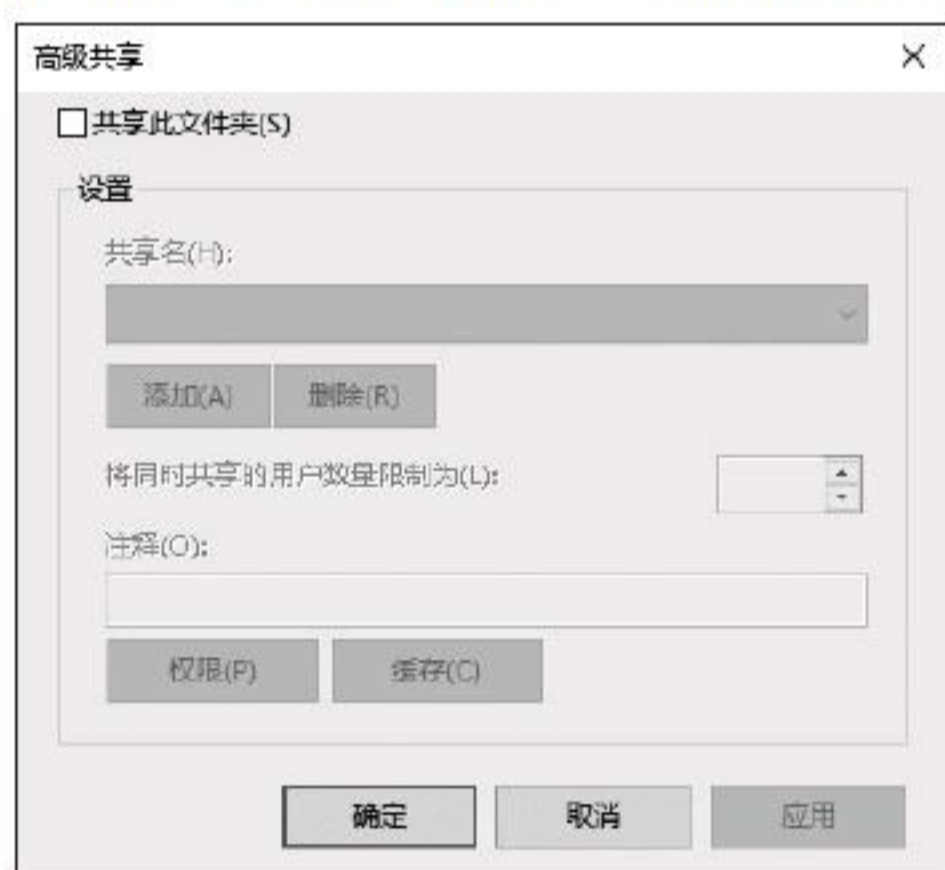 高级共享
共享此文件夹(S)
设置
共享名(H):
添加(A) 删除(R)
将同时共享的用户数量限制为(L):
注释(O):
权限(P) 缓存(C)
确定 取消 应用